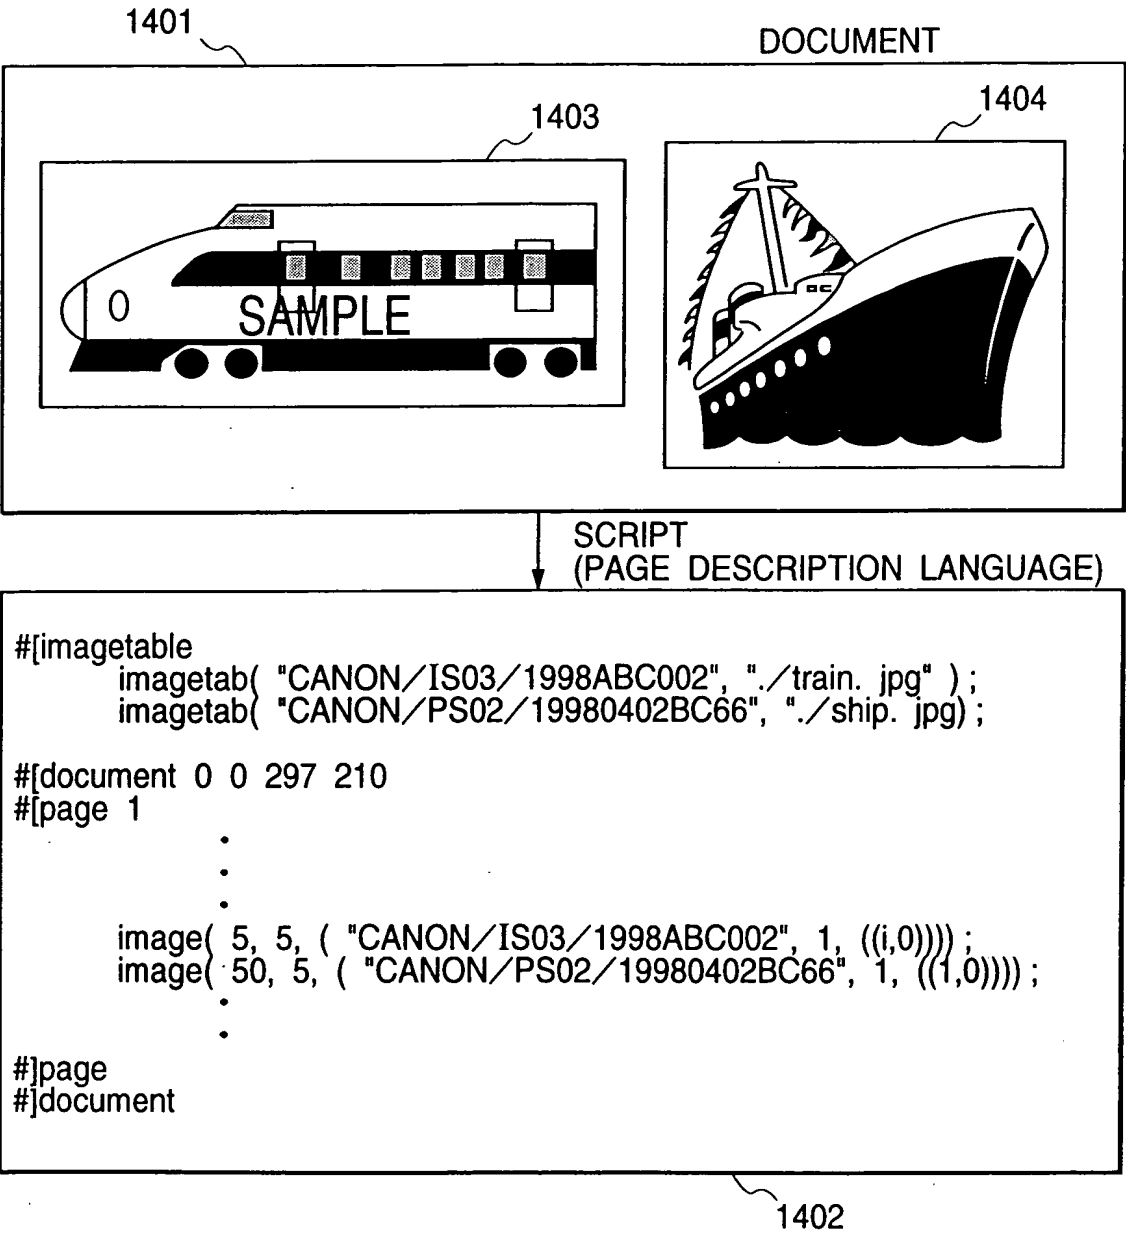 1401
DOCUMENT
1403
1404
SAMPLE
SCRIPT
(PAGE DESCRIPTION LANGUAGE)
#[imagetable
imagetab( "CANON/IS03/1998ABC002", "./train. jpg" ) ;
imagetab( "CANON/PS02/19980402BC66", "./ship. jpg) ;
#[document 0 0 297 210
#[page 1
image( 5, 5, ( "CANON/IS03/1998ABC002", 1, ((i,0)))) ;
image( 50, 5, ( "CANON/PS02/19980402BC66", 1, ((1,0)))) ;
#]page
#]document
1402